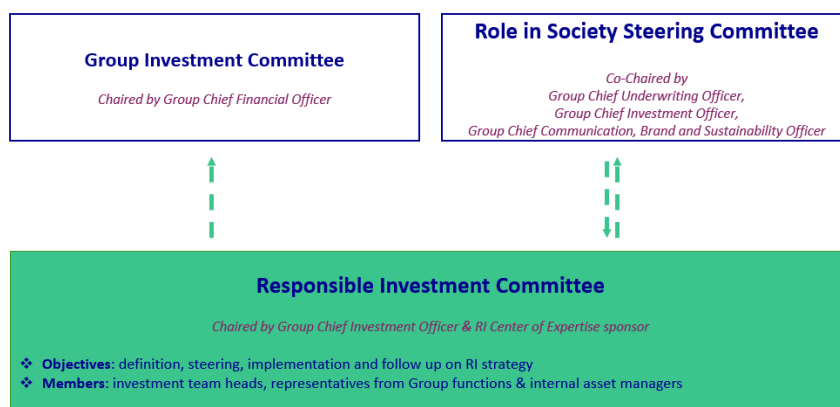 Group Investment Committee
Chaired by Group Chief Financial Officer
Role in Society Steering Committee
Co-Chaired by
Group Chief Underwriting Officer,
Group Chief Investment Officer,
Group Chief Communication, Brand and Sustainability Officer
Responsible Investment Committee
Chaired by Group Chief Investment Officer & RI Center of Expertise sponsor
❖ Objectives: definition, steering, implementation and follow up on RI strategy
❖ Members: investment team heads, representatives from Group functions & internal asset managers